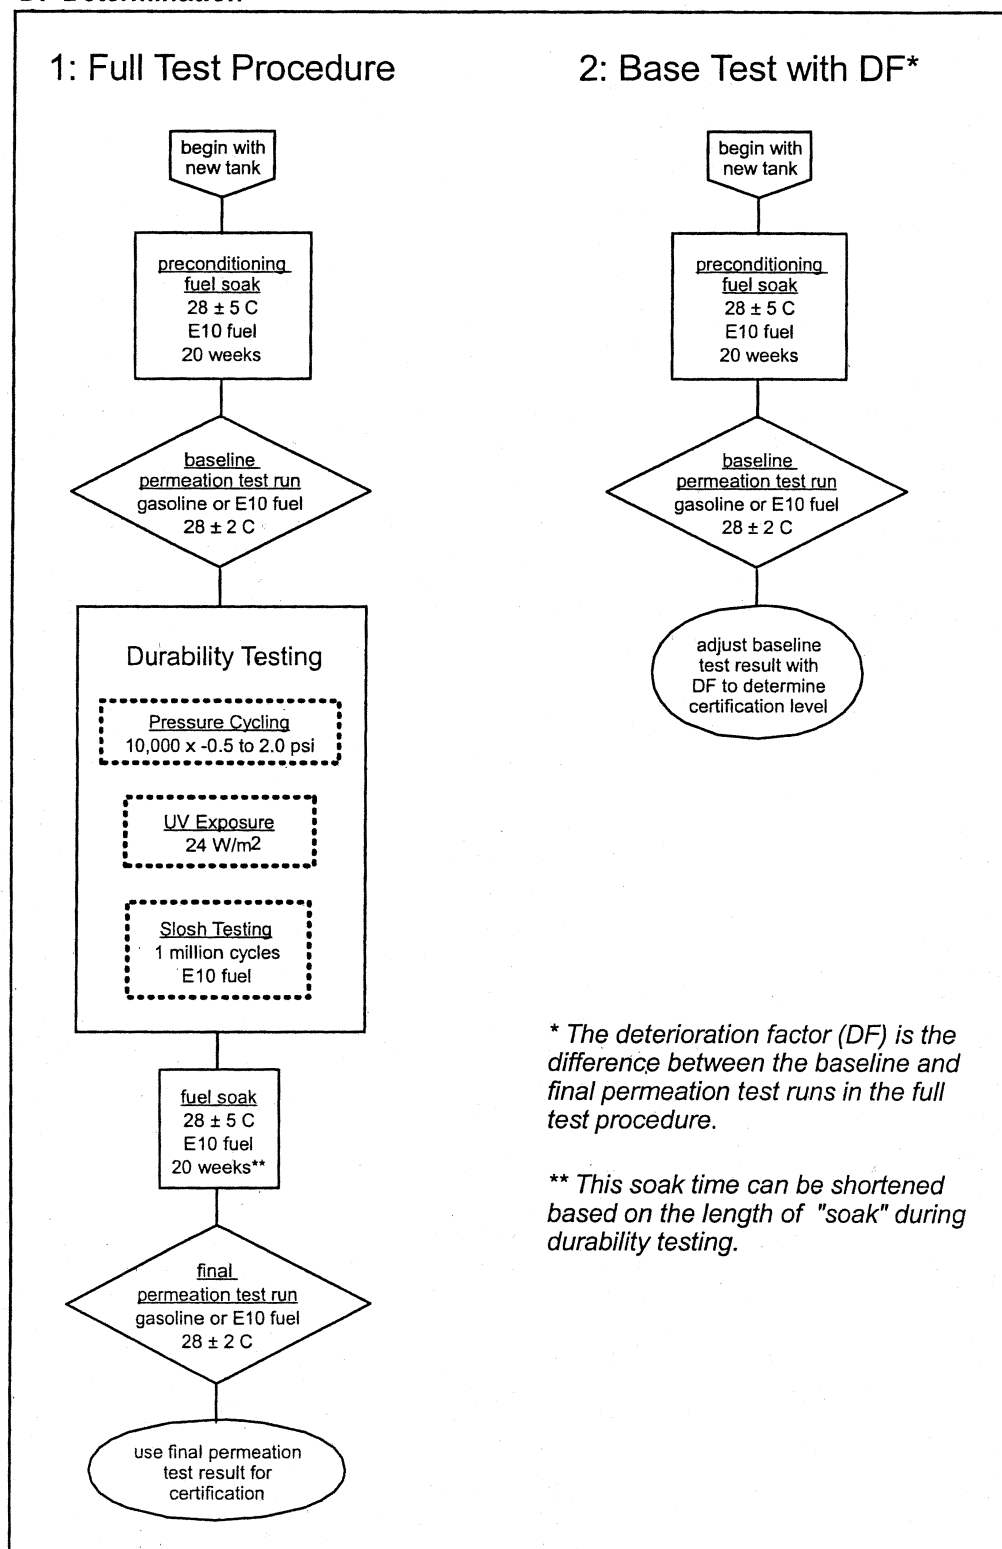 1: Full Test Procedure
begin with
new tank
preconditioning
fuel soak
28 ± 5 C
E10 fuel
20 weeks
baseline
permeation test run
gasoline or E10 fuel
28 ± 2 C
Durability Testing
Pressure Cycling
10,000 x -0.5 to 2.0 psi
UV Exposure
24 W/m2
Slosh Testing
1 million cycles
E10 fuel
fuel soak
28 ± 5 C
E10 fuel
20 weeks**
final
permeation test run
gasoline or E10 fuel
28 ± 2 C
use final permeation
test result for
certification
2: Base Test with DF*
begin with
new tank
preconditioning
fuel soak
28 ± 5 C
E10 fuel
20 weeks
baseline
permeation test run
gasoline or E10 fuel
28 ± 2 C
adjust baseline
test result with
DF to determine
certification level
* The deterioration factor (DF) is the
difference between the baseline and
final permeation test runs in the full
test procedure.
** This soak time can be shortened
based on the length of "soak" during
durability testing.